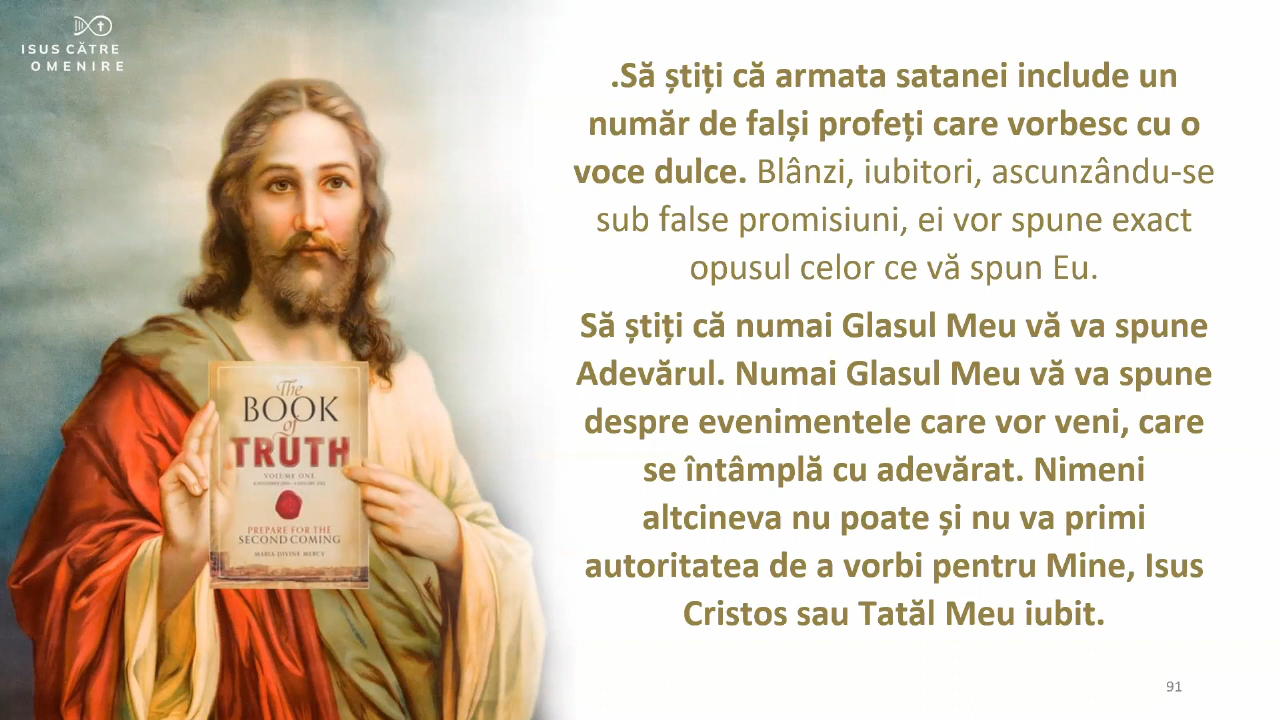 ISUS CĂTRE
OMENIRE
.Să știți că armata satanei include un
număr de falși profeți care vorbesc cu o
voce dulce. Blânzi, iubitori, ascunzându-se
sub false promisiuni, ei vor spune exact
opusul celor ce vă spun Eu.
Să știți că numai Glasul Meu vă va spune
Adevărul. Numai Glasul Meu vă va spune
despre evenimentele care vor veni, care
se întâmplă cu adevărat. Nimeni
altcineva nu poate și nu va primi
autoritatea de a vorbi pentru Mine, Isus
Cristos sau Tatăl Meu iubit.
The
BOOK
of
TRUTH
VOLUME ONE
PREPARE FOR THE
SECOND COMING
MARIA DIVINE MERCY
91